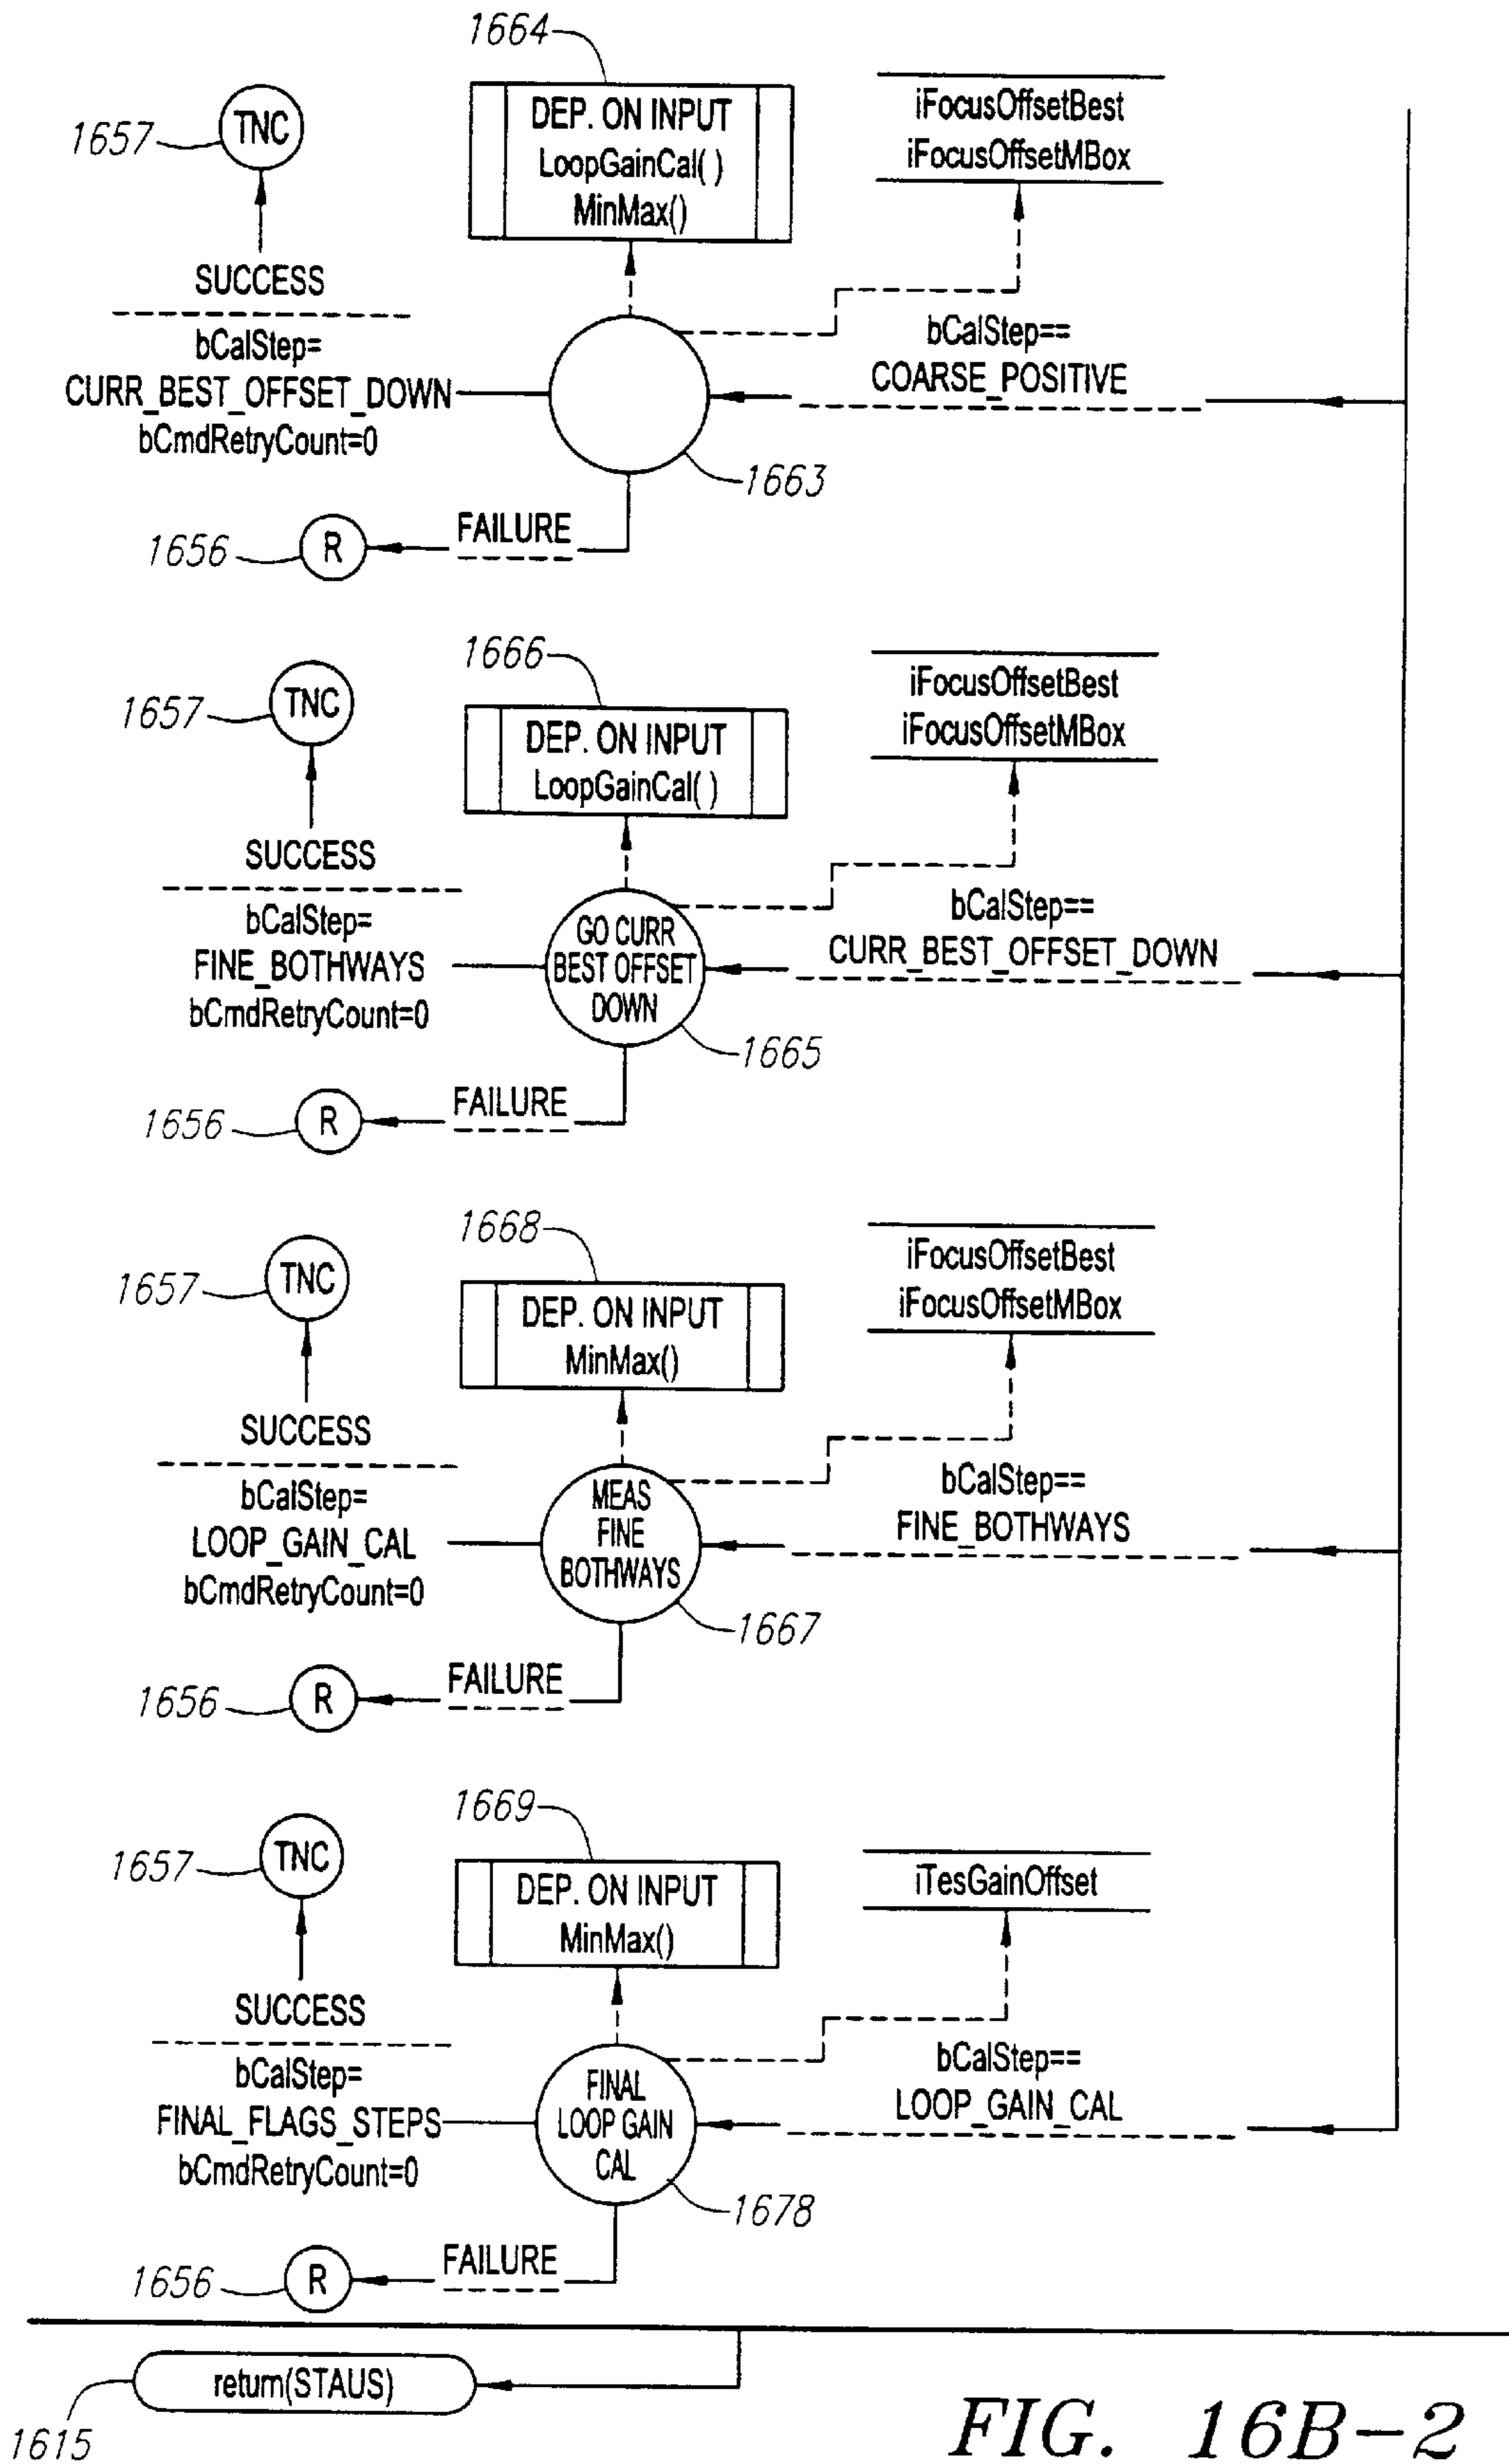 1664
1657
TNC
DEP. ON INPUT
LoopGainCal( )
MinMax()
iFocusOffsetBest
iFocusOffsetMBox
SUCCESS
bCalStep=
CURR_BEST_OFFSET_DOWN
bCmdRetryCount=0
bCalStep==
COARSE_POSITIVE
1663
1656
R
FAILURE
1666
1657
TNC
DEP. ON INPUT
LoopGainCal( )
iFocusOffsetBest
iFocusOffsetMBox
SUCCESS
bCalStep=
FINE_BOTHWAYS
bCmdRetryCount=0
GO CURR
BEST OFFSET
DOWN
bCalStep==
CURR_BEST_OFFSET_DOWN
1665
1656
R
FAILURE
1668
1657
TNC
DEP. ON INPUT
MinMax()
iFocusOffsetBest
iFocusOffsetMBox
SUCCESS
bCalStep=
LOOP_GAIN_CAL
bCmdRetryCount=0
MEAS
FINE
BOTHWAYS
bCalStep==
FINE_BOTHWAYS
1667
1656
R
FAILURE
1669
1657
TNC
DEP. ON INPUT
MinMax()
iTesGainOffset
SUCCESS
bCalStep=
FINAL_FLAGS_STEPS
bCmdRetryCount=0
FINAL
LOOP GAIN
CAL
bCalStep==
LOOP_GAIN_CAL
1678
1656
R
FAILURE
return(STAUS)
1615
FIG. 16B-2